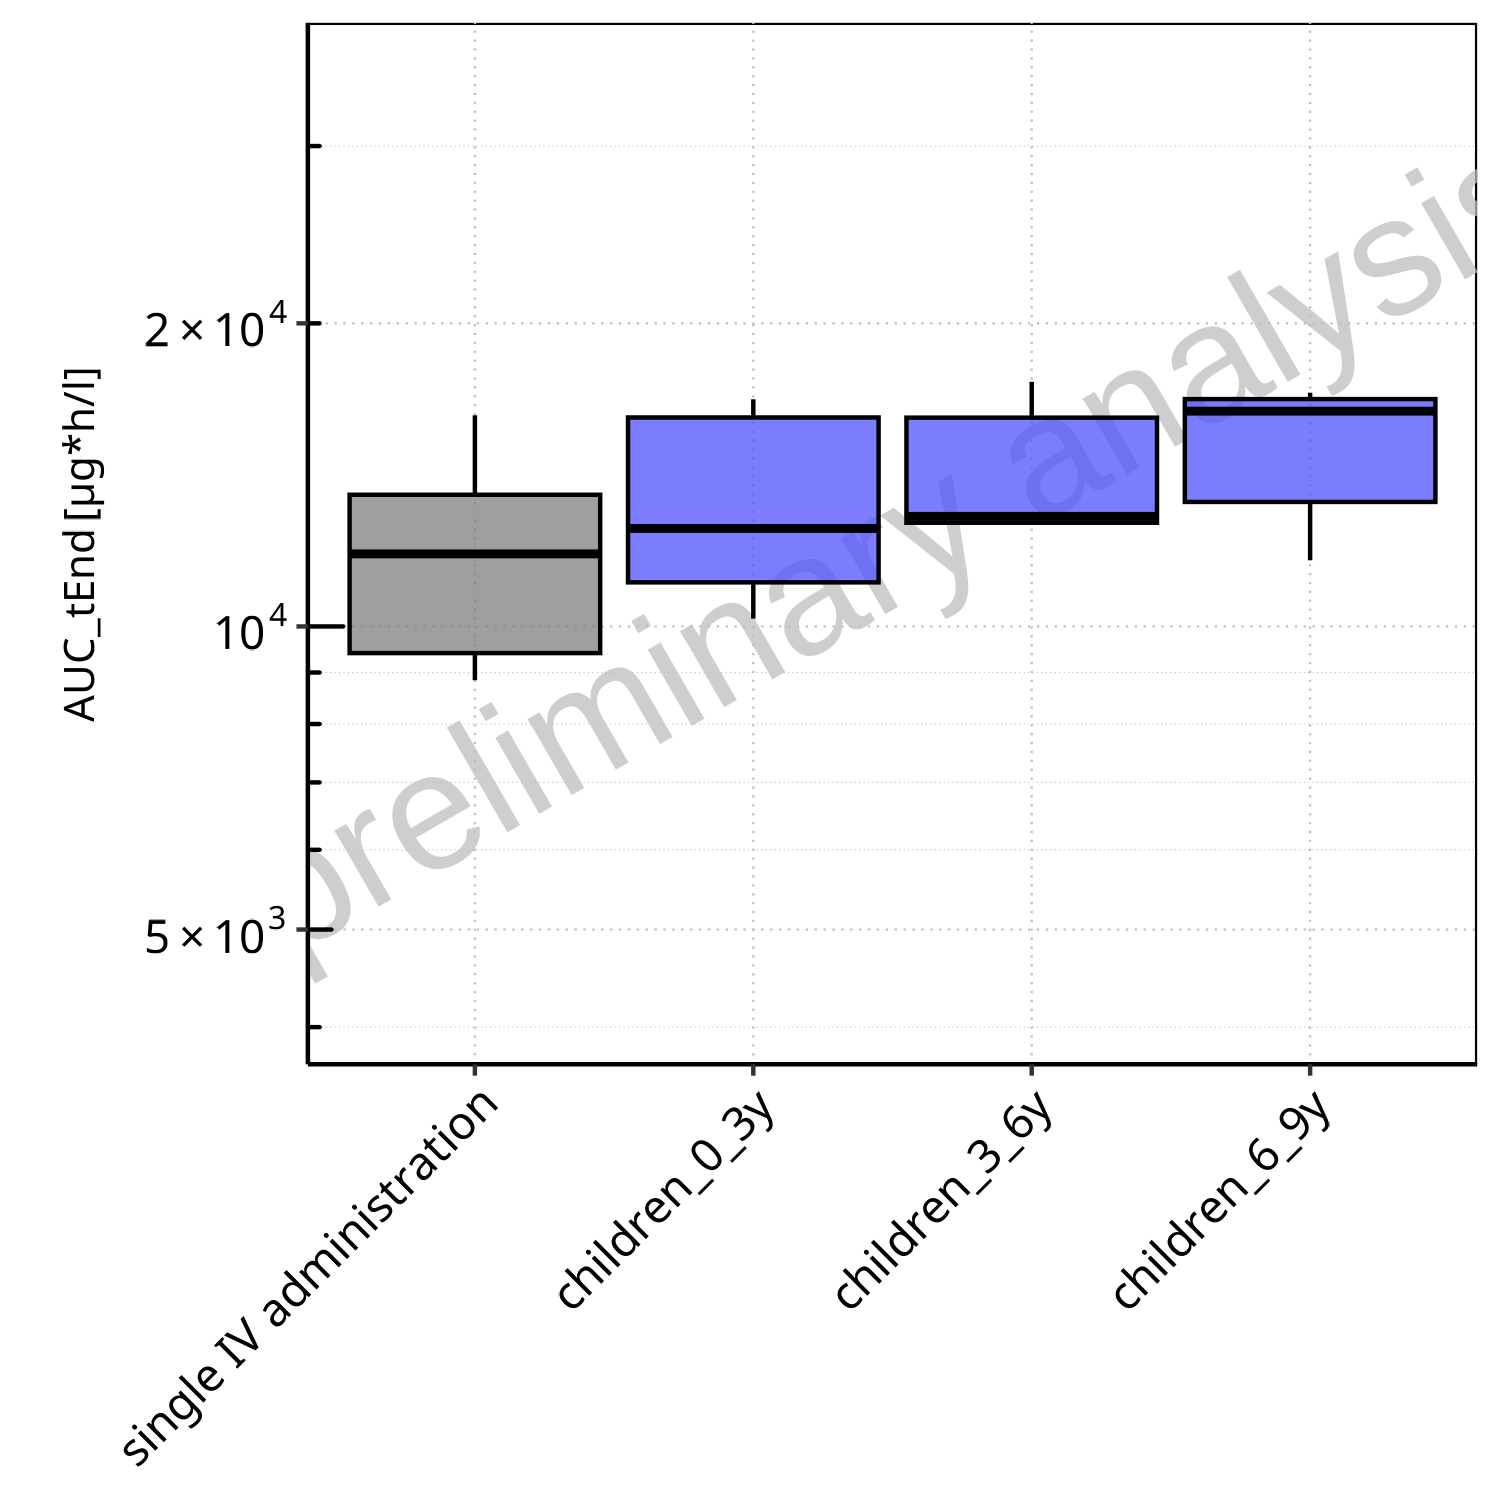 2×10⁴
10⁴
5×10³
AUC_tEnd [µg*h/l]
preliminary analysis
single IV administration
children_0_3y
children_3_6y
children_6_9y